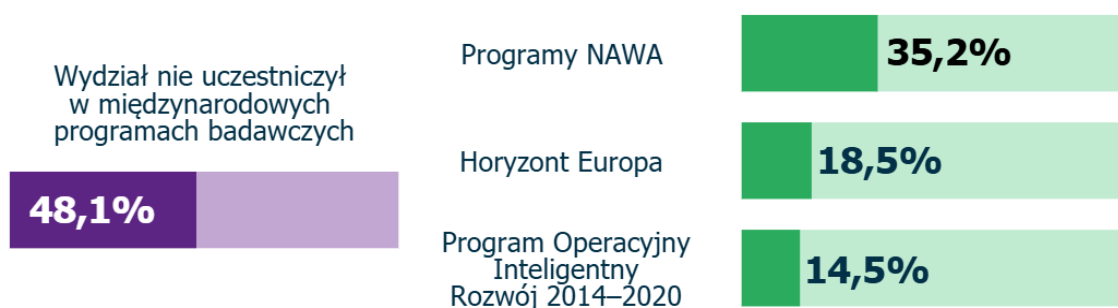 Wydział nie uczestniczył
w międzynarodowych
programach badawczych
48,1%
Programy NAWA
35,2%
Horyzont Europa
18,5%
Program Operacyjny
Inteligentny
Rozwój 2014–2020
14,5%